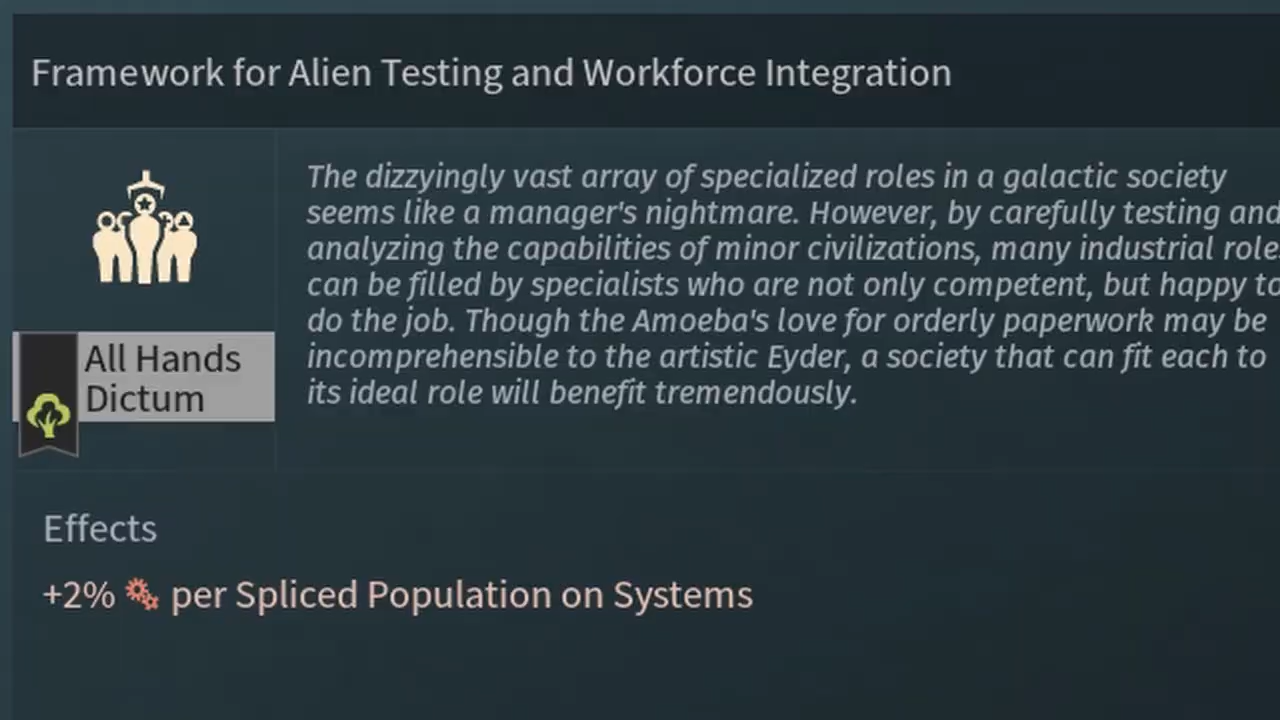 Framework for Alien Testing and Workforce Integration
The dizzyingly vast array of specialized roles in a galactic society
seems like a manager's nightmare. However, by carefully testing and
analyzing the capabilities of minor civilizations, many industrial roles
can be filled by specialists who are not only competent, but happy to
do the job. Though the Amoeba's love for orderly paperwork may be
incomprehensible to the artistic Eyder, a society that can fit each to
its ideal role will benefit tremendously.
All Hands
Dictum
Effects
+2% per Spliced Population on Systems